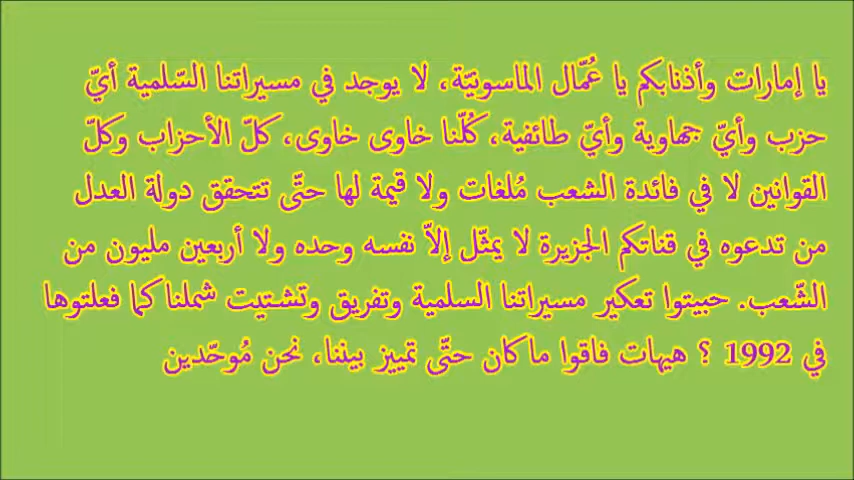 يا إمارات وأذنابكم يا عُمّال الماسونيّة، لا يوجد في مسيراتنا السّلمية أيّ
حزب وأيّ جهاوية وأيّ طائفية، كُلّنا خاوى خاوى، كلّ الأحزاب وكلّ
القوانين لا في فائدة الشعب مُلغات ولا قيمة لها حتّى تتحقق دولة العدل
من تدعوه في قناتكم الجزيرة لا يمثّل إلاّ نفسه وحده ولا أربعين مليون من
الشّعب. حبيتوا تعكير مسيراتنا السلمية وتفريق وتشتيت شملنا كما فعلتوها
في 1992 ؟ هيهات فاقوا ماكان حتّى تمييز بيننا، نحن مُوحّدين